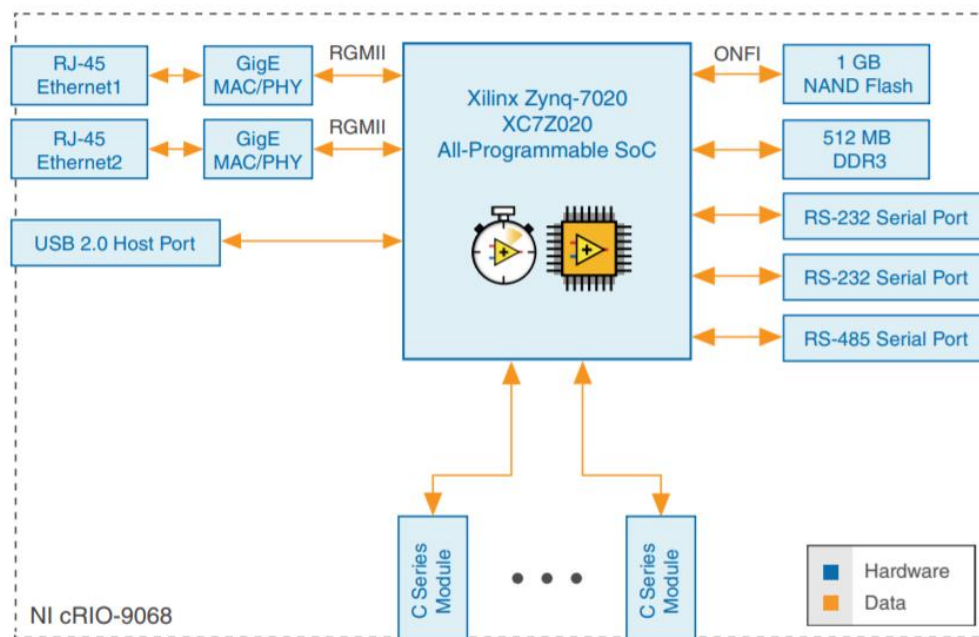 RJ-45
Ethernet1
GigE
MAC/PHY
RGMII
RJ-45
Ethernet2
GigE
MAC/PHY
RGMII
USB 2.0 Host Port
Xilinx Zynq-7020
XC7Z020
All-Programmable SoC
ONFI
1 GB
NAND Flash
512 MB
DDR3
RS-232 Serial Port
RS-232 Serial Port
RS-485 Serial Port
C Series
Module
C Series
Module
Hardware
Data
NI cRIO-9068